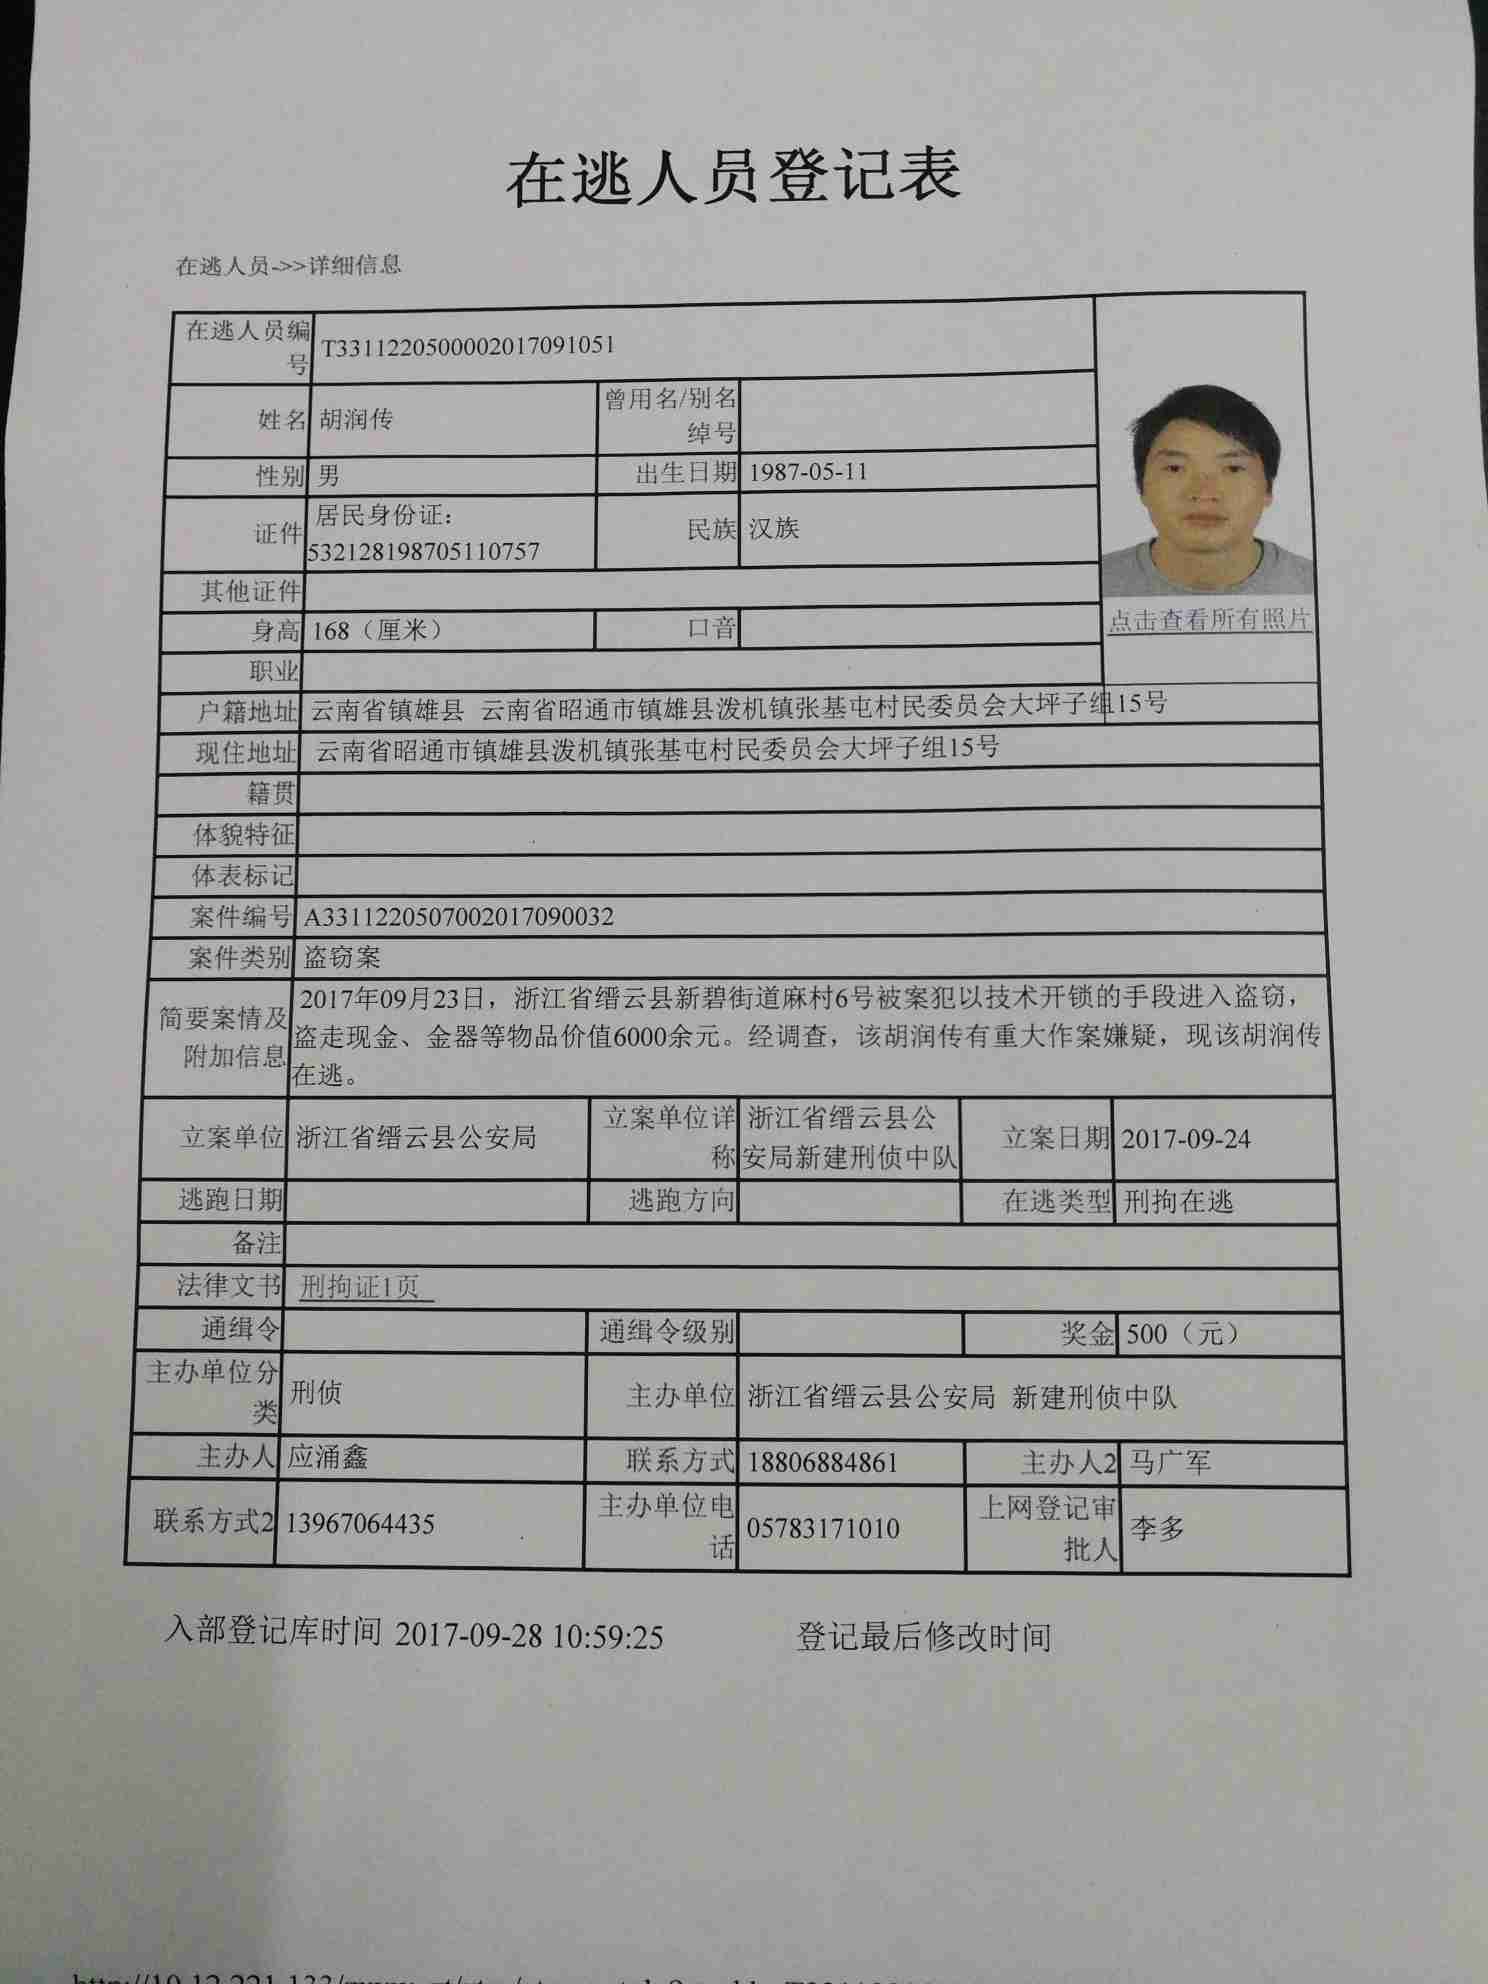 在逃人员登记表
在逃人员->>详细信息
在逃人员编
号
T3311220500002017091051
姓名 胡润传 曾用名/别名
绰号
性别 男 出生日期 1987-05-11
证件 居民身份证：
532128198705110757
民族 汉族
其他证件
点击查看所有照片
身高 168（厘米） 口音
职业
户籍地址 云南省镇雄县 云南省昭通市镇雄县泼机镇张基屯村民委员会大坪子组15号
现住地址 云南省昭通市镇雄县泼机镇张基屯村民委员会大坪子组15号
籍贯
体貌特征
体表标记
案件编号 A3311220507002017090032
案件类别 盗窃案
简要案情及
附加信息
2017年09月23日，浙江省缙云县新碧街道麻村6号被案犯以技术开锁的手段进入盗窃，
盗走现金、金器等物品价值6000余元。经调查，该胡润传有重大作案嫌疑，现该胡润传
在逃。
立案单位 浙江省缙云县公安局 立案单位详
称
浙江省缙云县公
安局新建刑侦中队
立案日期 2017-09-24
逃跑日期 逃跑方向 在逃类型 刑拘在逃
备注
法律文书 刑拘证1页
通缉令 通缉令级别 奖金 500（元）
主办单位分
类
刑侦 主办单位 浙江省缙云县公安局 新建刑侦中队
主办人 应涌鑫 联系方式 18806884861 主办人2 马广军
联系方式2 13967064435 主办单位电
话
05783171010 上网登记审
批人
李多
入部登记库时间 2017-09-28 10:59:25 登记最后修改时间